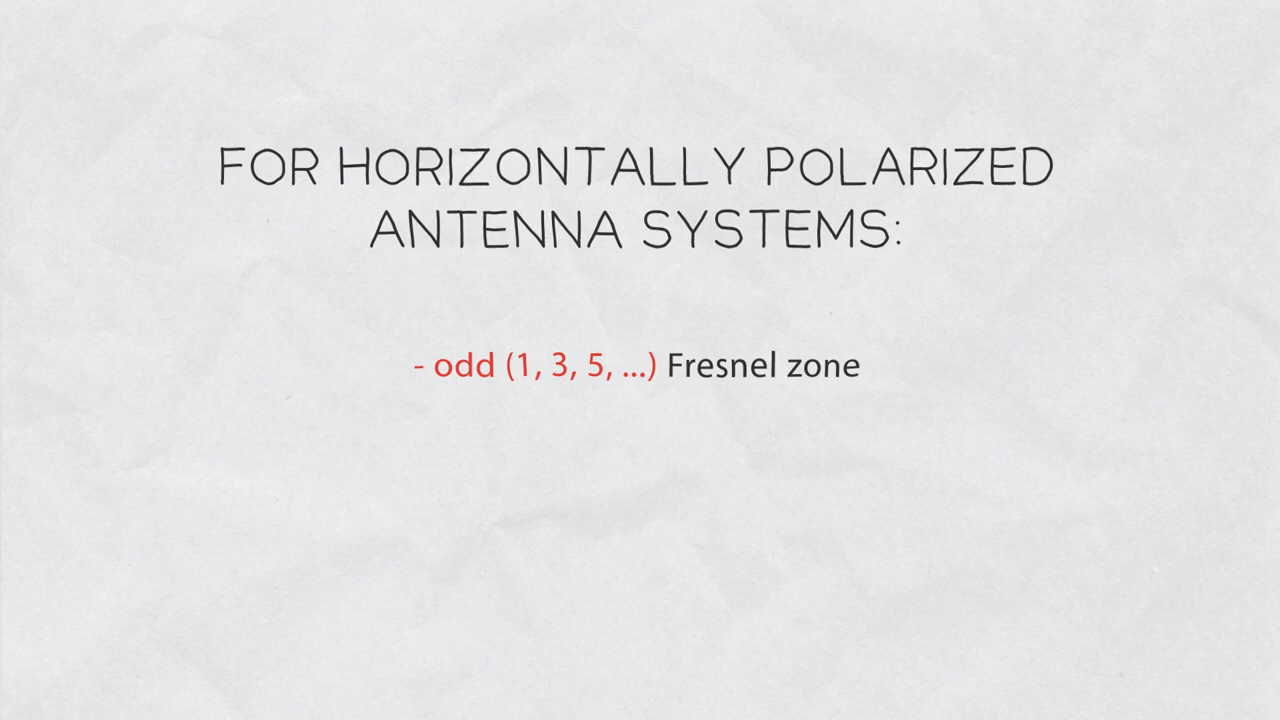 FOR HORIZONTALLY POLARIZED
ANTENNA SYSTEMS:
- odd (1, 3, 5, ...) Fresnel zone